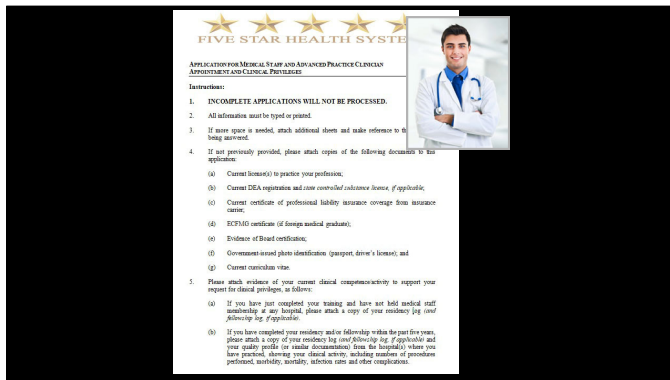 FIVE STAR HEALTH SYSTE
APPLICATION FOR MEDICAL STAFF AND ADVANCED PRACTICE CLINICIAN
APPOINTMENT AND CLINICAL PRIVILEGES
Instructions:
1. INCOMPLETE APPLICATIONS WILL NOT BE PROCESSED.
2. All information must be typed or printed.
3. If more space is needed, attach additional sheets and make reference to th
being answered.
4. If not previously provided, please attach copies of the following documents to this
application:
(a) Current license(s) to practice your profession;
(b) Current DEA registration and state controlled substance license, if applicable;
(c) Current certificate of professional liability insurance coverage from insurance
carrier;
(d) ECFMG certificate (if foreign medical graduate);
(e) Evidence of Board certification;
(f) Government-issued photo identification (passport, driver's license); and
(g) Current curriculum vitae.
5. Please attach evidence of your current clinical competence/activity to support your
request for clinical privileges, as follows:
(a) If you have just completed your training and have not held medical staff
membership at any hospital, please attach a copy of your residency log (and
fellowship log, if applicable).
(b) If you have completed your residency and/or fellowship within the past five years,
please attach a copy of your residency log (and fellowship log, if applicable) and
your quality profile (or similar documentation) from the hospital(s) where you
have practiced, showing your clinical activity, including numbers of procedures
performed, morbidity, mortality, infection rates and other complications.